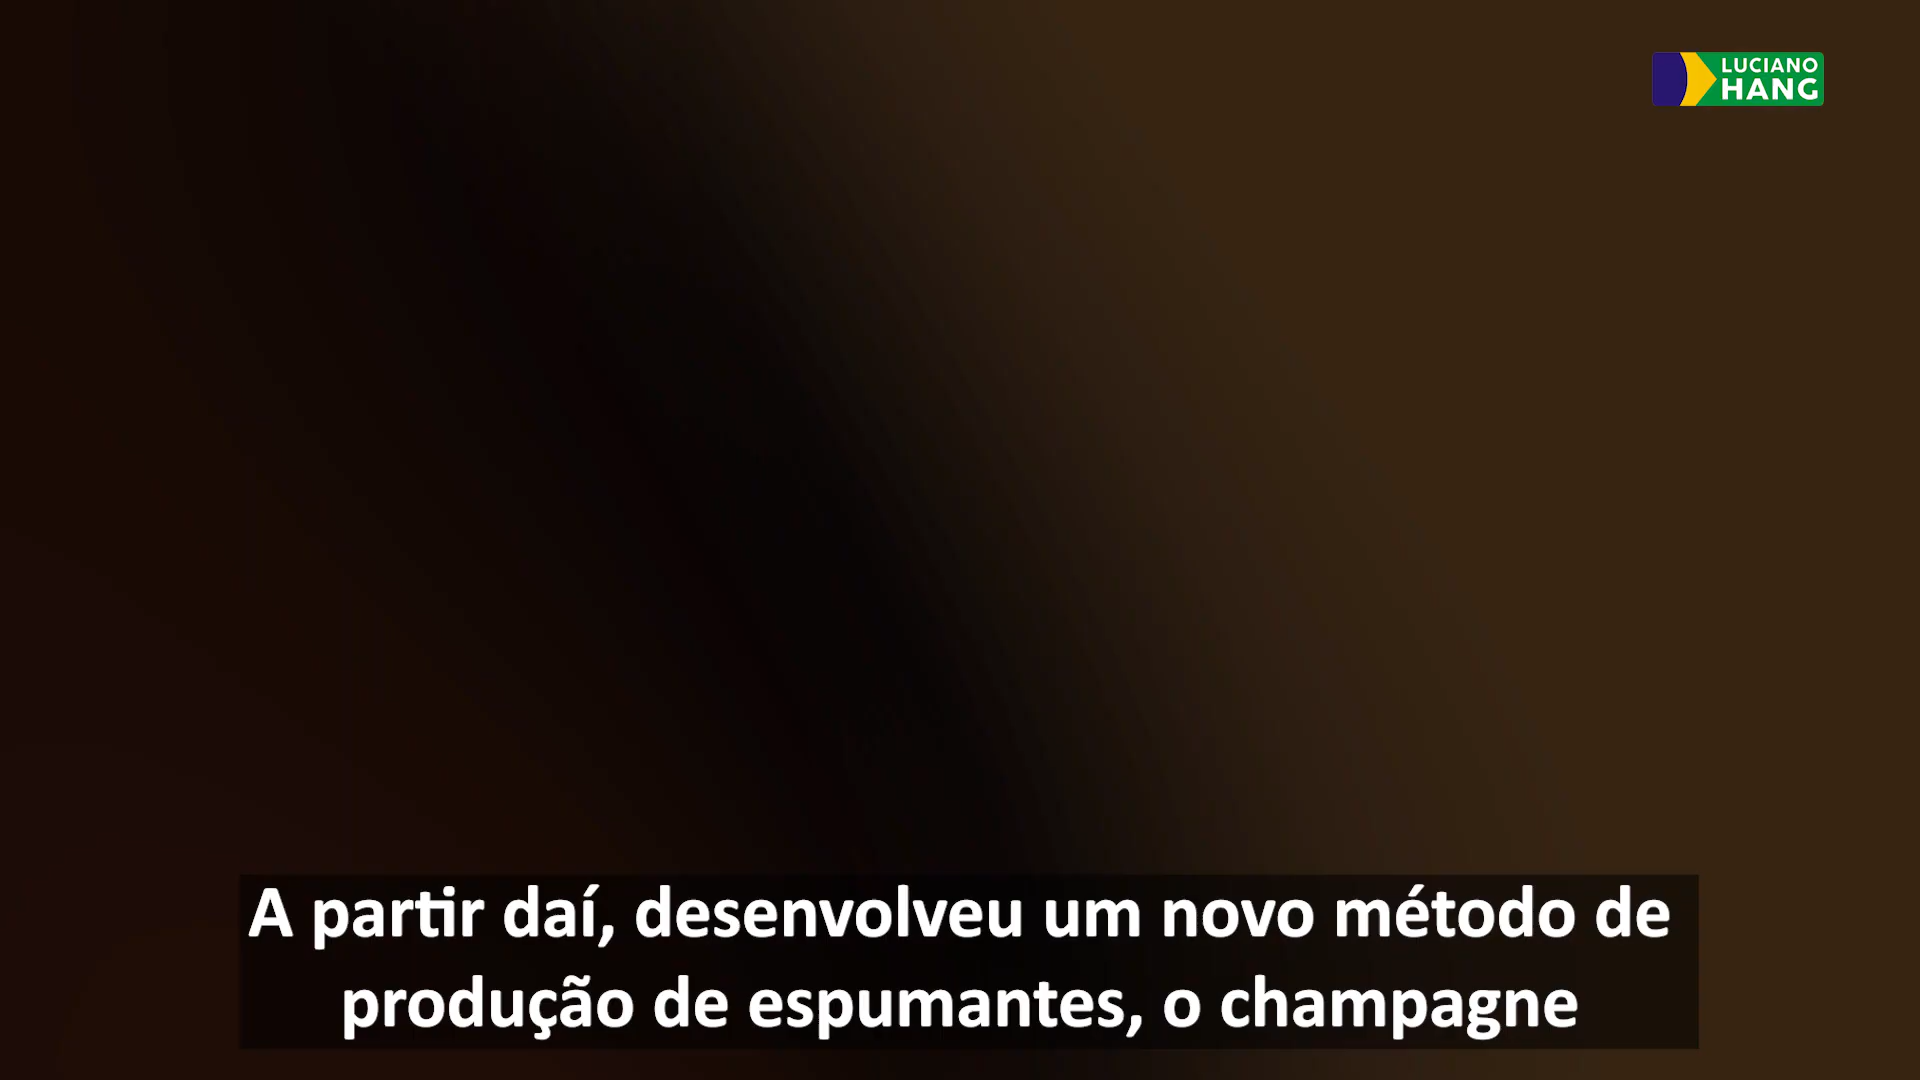 LUCIANO
HANG
A partir daí, desenvolveu um novo método de
produção de espumantes, o champagne